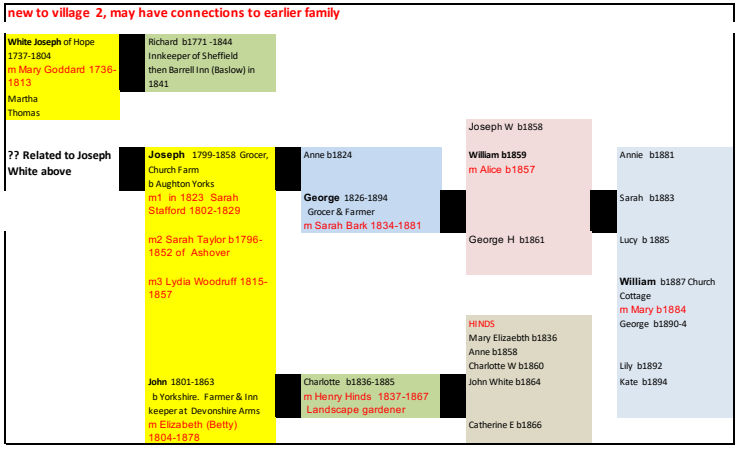 new to village 2, may have connections to earlier family
White Joseph of Hope
1737-1804
m Mary Goddard 1736-
1813
Martha
Thomas
Richard b1771 -1844
Innkeeper of Sheffield
then Barrell Inn (Baslow) in
1841
?? Related to Joseph
White above
Joseph 1799-1858 Grocer,
Church Farm
b Aughton Yorks
m1 in 1823 Sarah
Stafford 1802-1829
m2 Sarah Taylor b1796-
1852 of Ashover
m3 Lydia Woodruff 1815-
1857
John 1801-1863
b Yorkshire. Farmer & Inn
keeper at Devonshire Arms
m Elizabeth (Betty)
1804-1878
Anne b1824
George 1826-1894
Grocer & Farmer
m Sarah Bark 1834-1881
Charlotte b1836-1885
m Henry Hinds 1837-1867
Landscape gardener
Joseph W b1858
William b1859
m Alice b1857
George H b1861
HINDS
Mary Elizaebth b1836
Anne b1858
Charlotte W b1860
John White b1864
Catherine E b1866
Annie b1881
Sarah b1883
Lucy b 1885
William b1887 Church
Cottage
m Mary b1884
George b1890-4
Lily b1892
Kate b1894